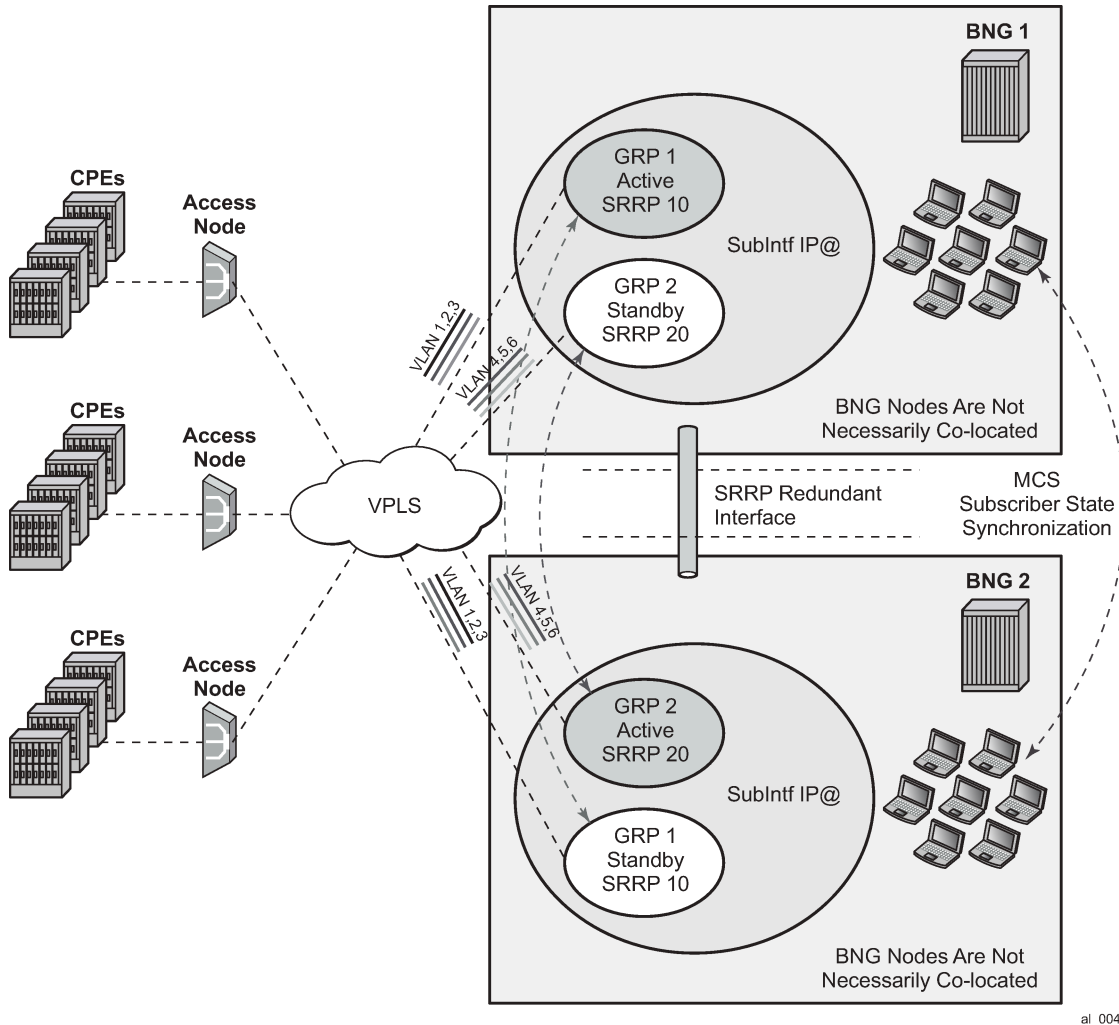 BNG 1
GRP 1
Active
SRRP 10
SubIntf IP@
GRP 2
Standby
SRRP 20
BNG Nodes Are Not
Necessarily Co-located
CPEs
Access
Node
CPEs
Access
Node
CPEs
Access
Node
VPLS
VLAN 1,2,3
VLAN 4,5,6
VLAN 1,2,3
VLAN 4,5,6
SRRP Redundant
Interface
MCS
Subscriber State
Synchronization
BNG 2
GRP 2
Active
SRRP 20
SubIntf IP@
GRP 1
Standby
SRRP 10
BNG Nodes Are Not
Necessarily Co-located
al_004